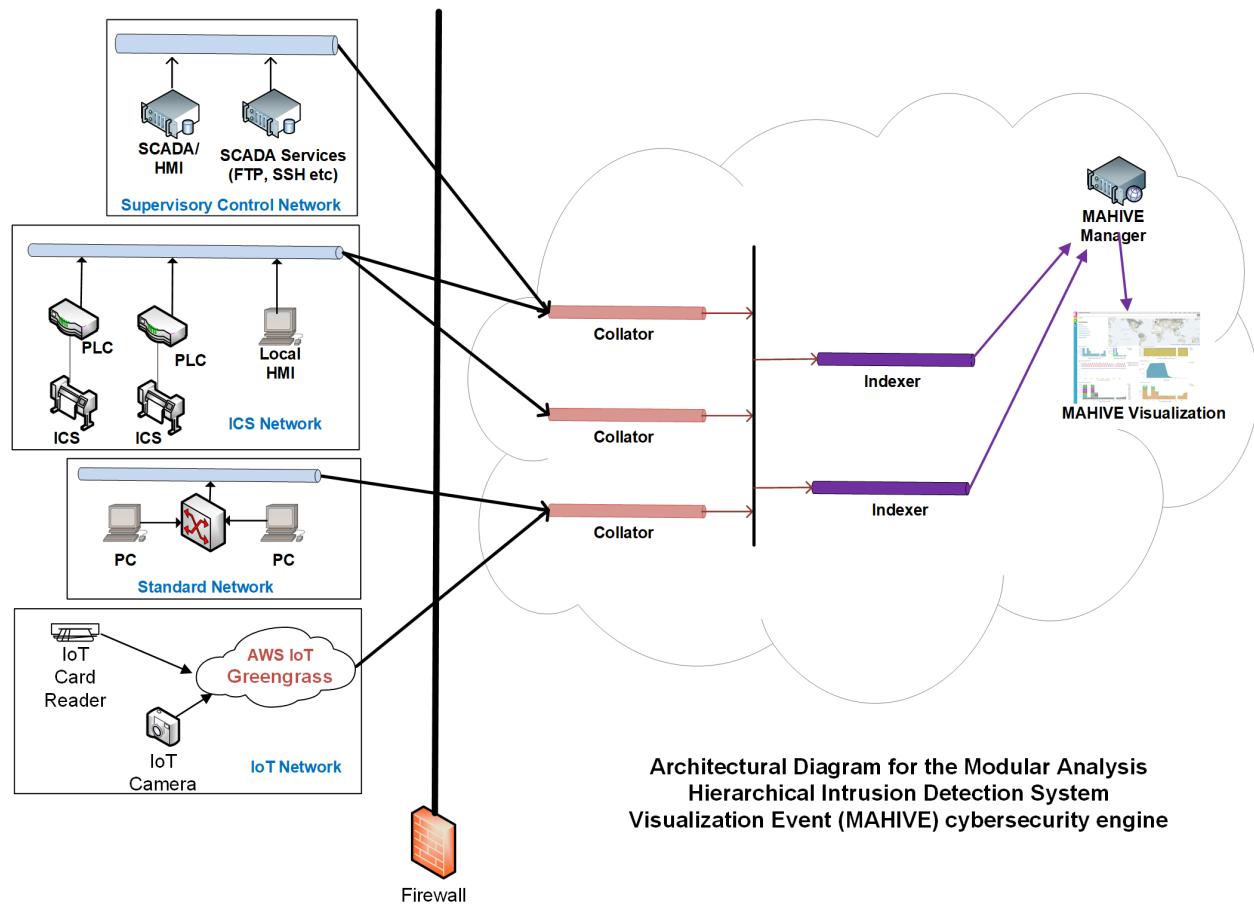 SCADA/
HMI
SCADA Services
(FTP, SSH etc)
Supervisory Control Network
PLC
PLC
Local
HMI
ICS
ICS
ICS Network
PC
PC
Standard Network
IoT
Card
Reader
AWS IoT
Greengrass
IoT
Camera
IoT Network
Firewall
Collator
Collator
Collator
Indexer
Indexer
MAHIVE
Manager
MAHIVE Visualization
Architectural Diagram for the Modular Analysis
Hierarchical Intrusion Detection System
Visualization Event (MAHIVE) cybersecurity engine